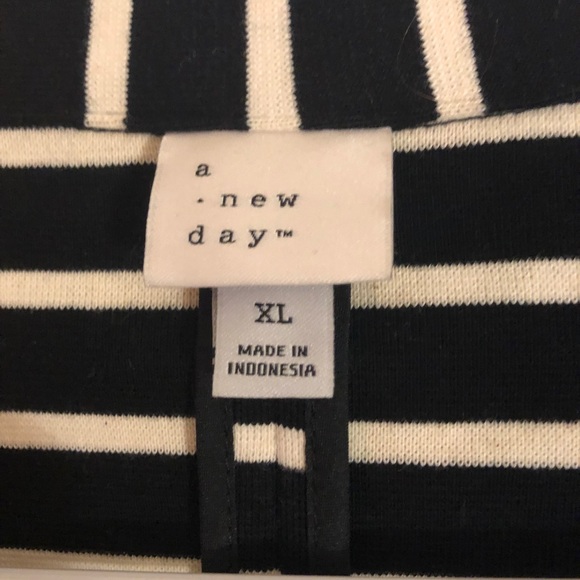 a
· new
day™
XL
MADE IN
INDONESIA